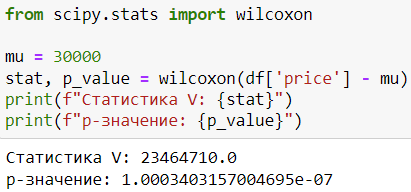 from scipy.stats import wilcoxon
mu = 30000
stat, p_value = wilcoxon(df['price'] - mu)
print(f"Статистика V: {stat}")
print(f"p-значение: {p_value}")
Статистика V: 23464710.0
p-значение: 1.0003403157004695e-07